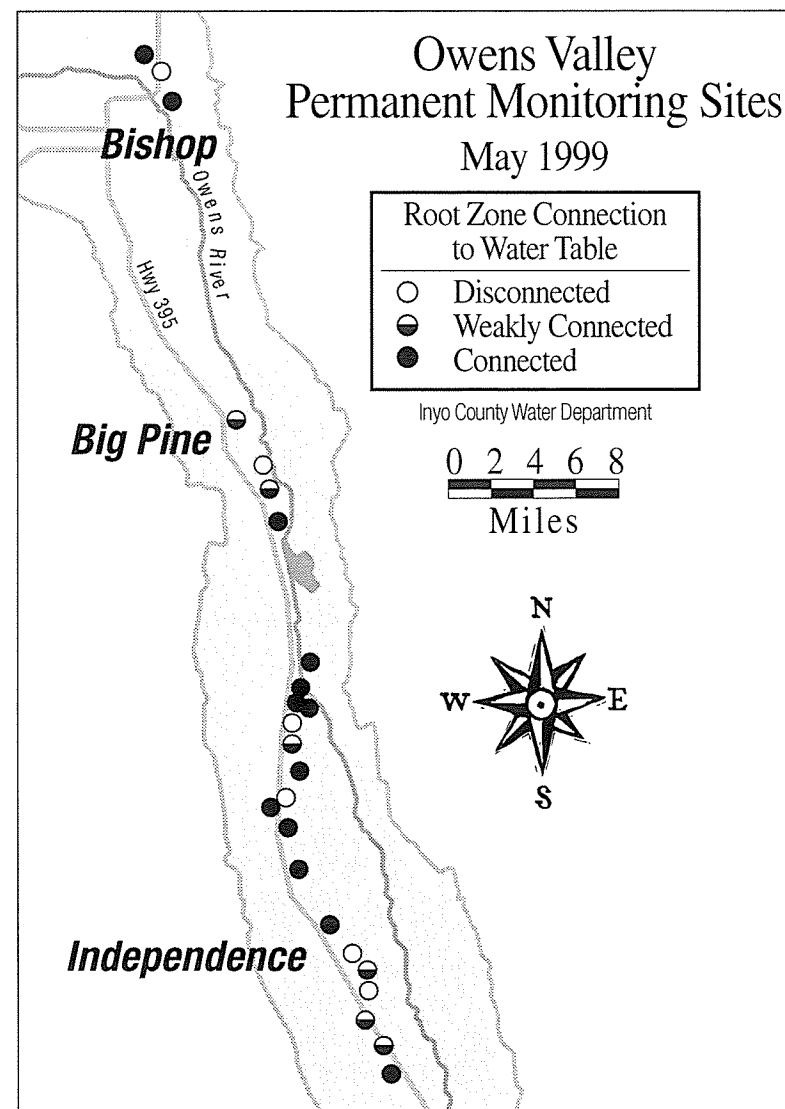 Owens Valley
Permanent Monitoring Sites
May 1999
Root Zone Connection
to Water Table
Disconnected
Weakly Connected
Connected
Inyo County Water Department
0 2 4 6 8
Miles
Bishop
Owens River
Hwy 395
Big Pine
N
W E
S
Independence